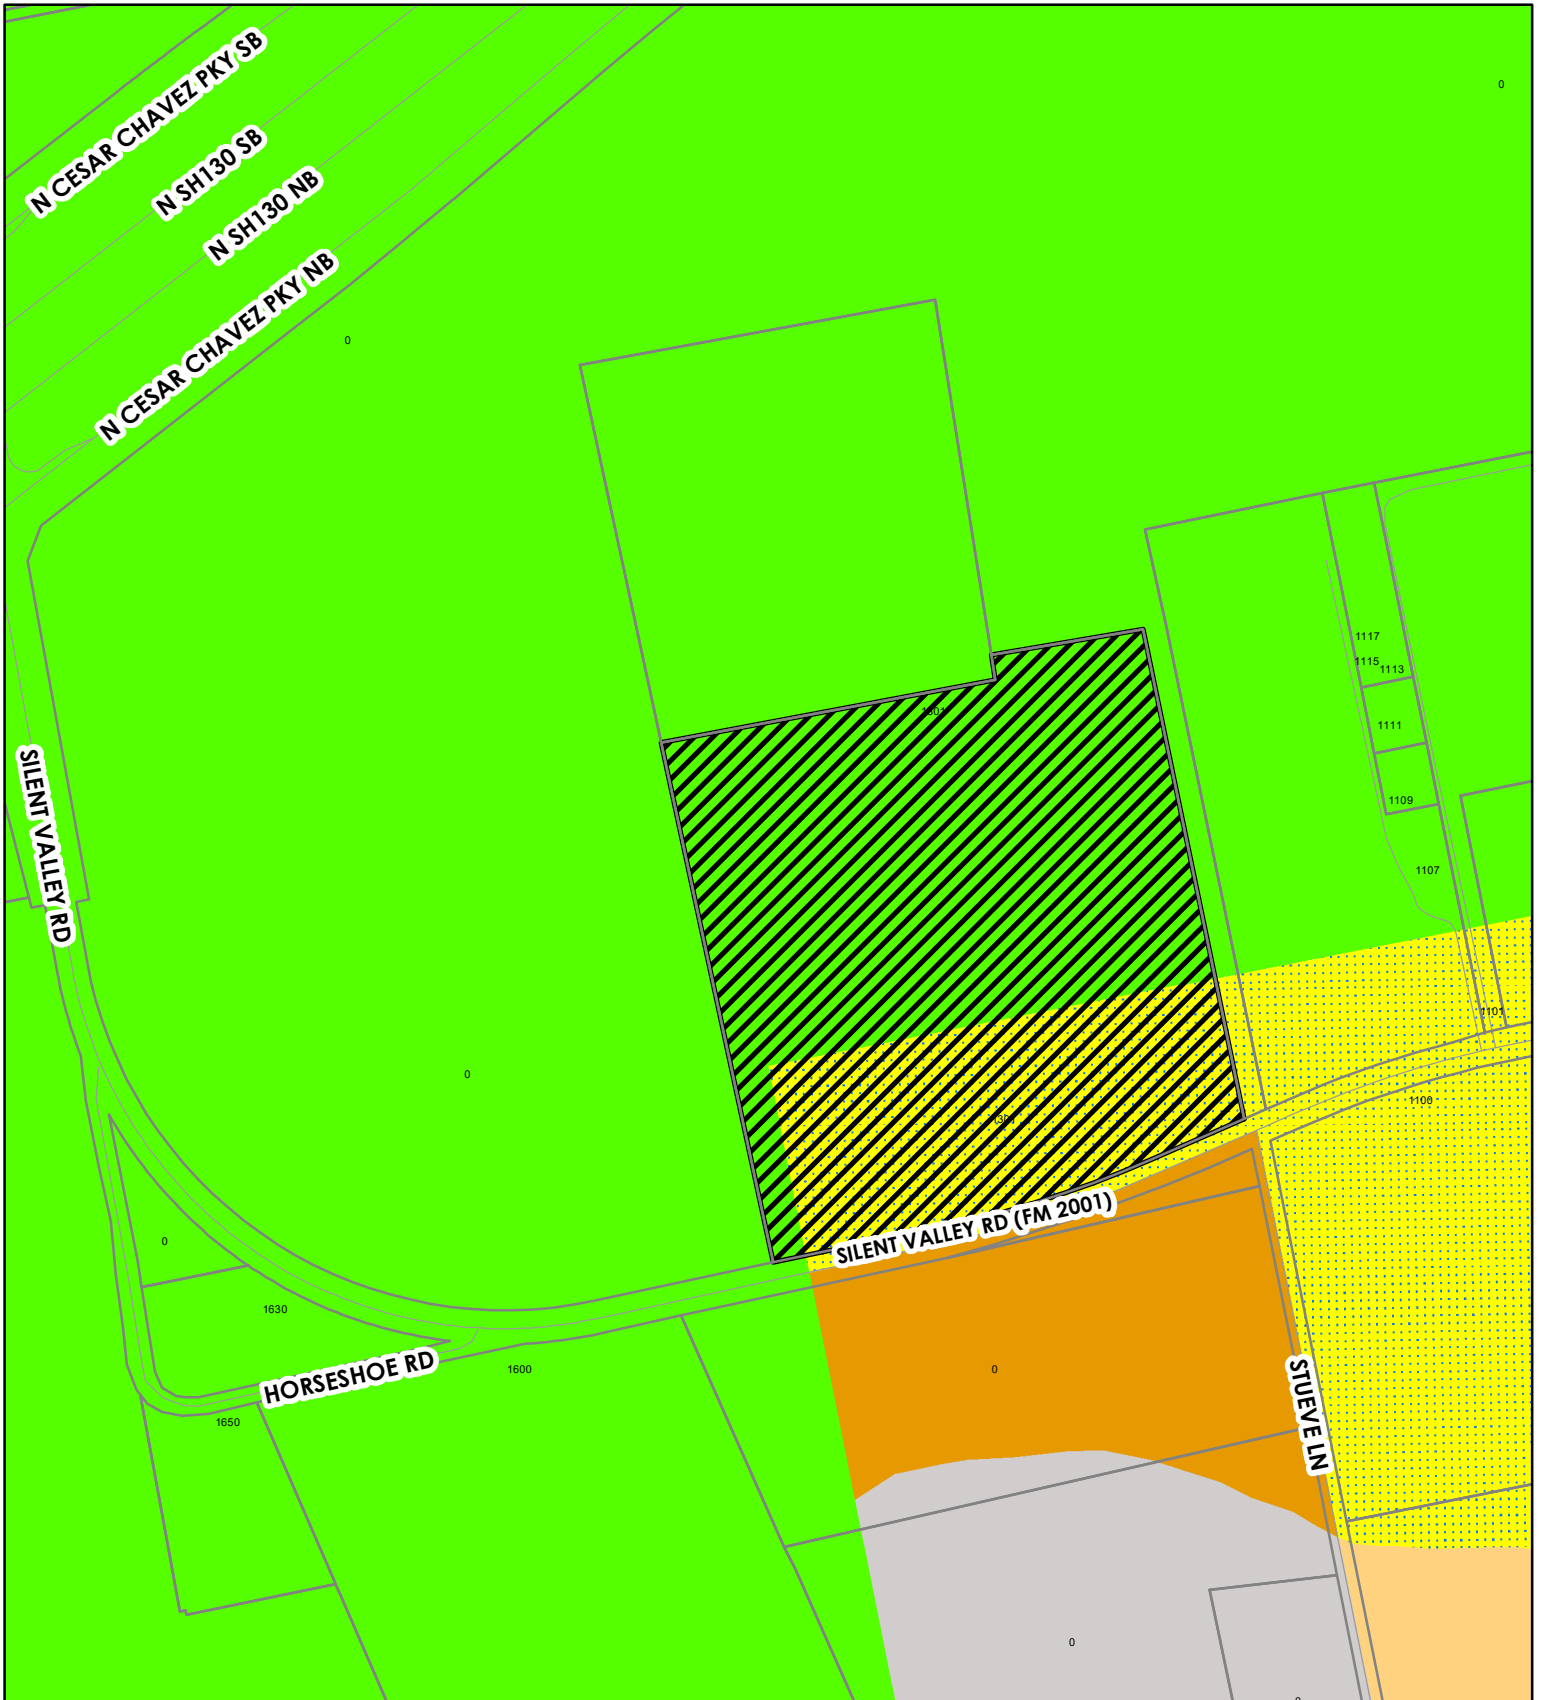 N CESAR CHAVEZ PKY SB
0
N SH130 SB
N SH130 NB
N CESAR CHAVEZ PKY NB
0
1117
1115
1113
1301
1111
1109
SILENT VALLEY RD
1107
1101
0
1100
SILENT VALLEY RD (FM 2001)
0
1630
HORSESHOE RD
1600
0
STUEVE LN
1650
0